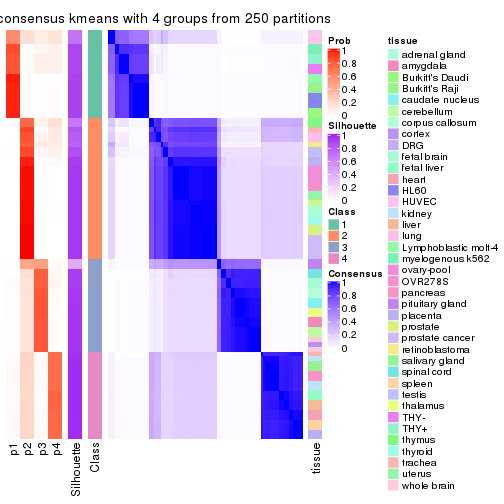 consensus kmeans with 4 groups from 250 partitions
Prob
1
0.8
0.6
0.4
0.2
0
Silhouette
1
0.8
0.6
0.4
0.2
0
Class
1
2
3
4
Consensus
1
0.8
0.6
0.4
0.2
0
tissue
adrenal gland
amygdala
Burkitt's Daudi
Burkitt's Raji
caudate nucleus
cerebellum
corpus callosum
cortex
DRG
fetal brain
fetal liver
heart
HL60
HUVEC
kidney
liver
lung
Lymphoblastic molt-4
myelogenous k562
ovary-pool
OVR278S
pancreas
pituitary gland
placenta
prostate
prostate cancer
retinoblastoma
salivary gland
spinal cord
spleen
testis
thalamus
THY-
THY+
thymus
thyroid
trachea
uterus
whole brain
p1
p2
p3
p4
Silhouette
Class
tissue